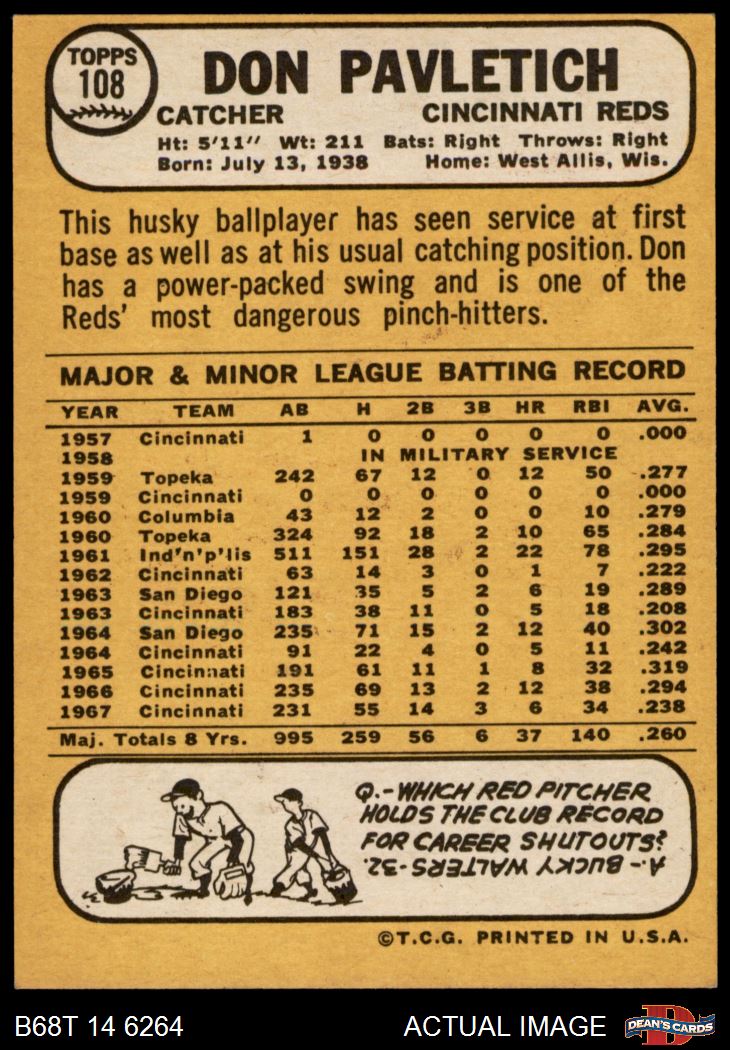 TOPPS
108
DON PAVLETICH
CATCHER CINCINNATI REDS
Ht: 5'11" Wt: 211 Bats: Right Throws: Right
Born: July 13, 1938 Home: West Allis, Wis.
This husky ballplayer has seen service at first
base as well as at his usual catching position. Don
has a power-packed swing and is one of the
Reds' most dangerous pinch-hitters.
MAJOR & MINOR LEAGUE BATTING RECORD
YEAR TEAM AB H 2B 3B HR RBI AVG.
1957 Cincinnati 1 0 0 0 0 0 .000
1958 IN MILITARY SERVICE
1959 Topeka 242 67 12 0 12 50 .277
1959 Cincinnati 0 0 0 0 0 0 .000
1960 Columbia 43 12 2 0 0 10 .279
1960 Topeka 324 92 18 2 10 65 .284
1961 Ind'n'p'lis 511 151 28 2 22 78 .295
1962 Cincinnati 63 14 3 0 1 7 .222
1963 San Diego 121 35 5 2 6 19 .289
1963 Cincinnati 183 38 11 0 5 18 .208
1964 San Diego 235 71 15 2 12 40 .302
1964 Cincinnati 91 22 4 0 5 11 .242
1965 Cincinnati 191 61 11 1 8 32 .319
1966 Cincinnati 235 69 13 2 12 38 .294
1967 Cincinnati 231 55 14 3 6 34 .238
Maj. Totals 8 Yrs. 995 259 56 6 37 140 .260
Q.-WHICH RED PITCHER
HOLDS THE CLUB RECORD
FOR CAREER SHUTOUTS?
A.-BUCKY WALTERS-32.
©T.C.G. PRINTED IN U.S.A.
B68T 14 6264 ACTUAL IMAGE
D
DEAN'S CARDS